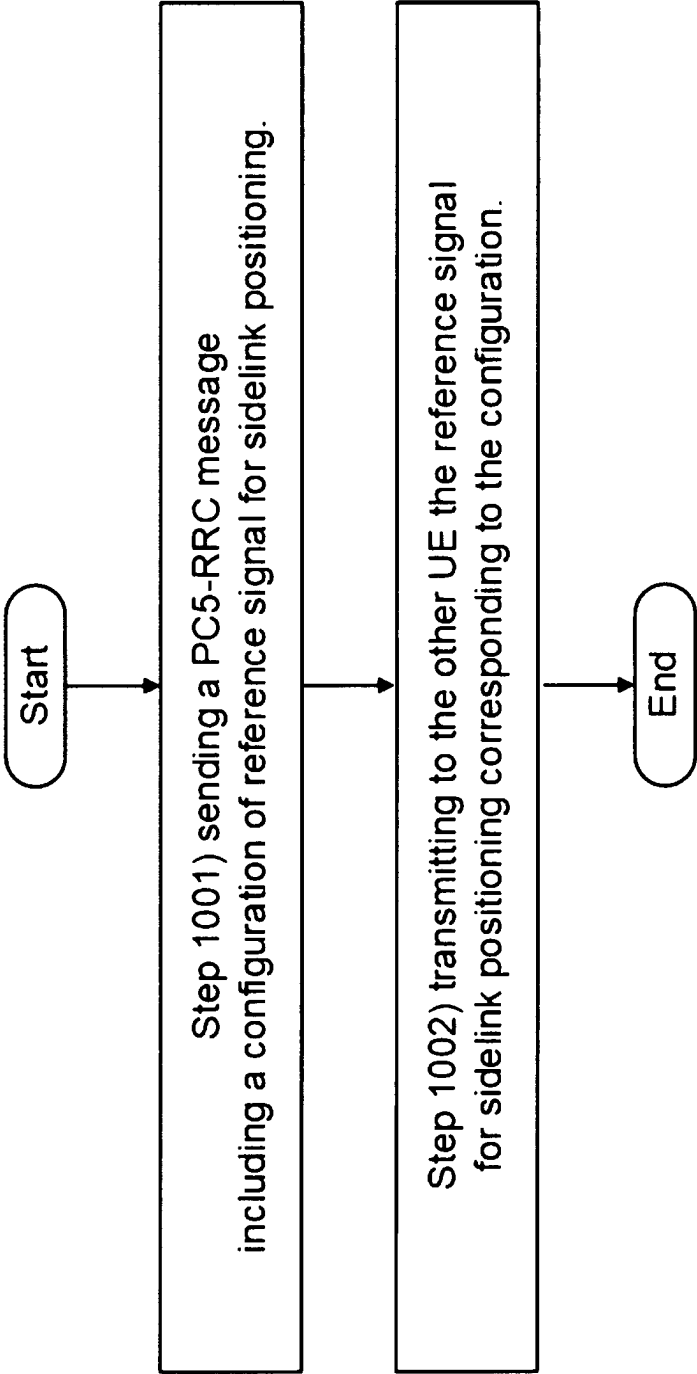 Start
Step 1001) sending a PC5-RRC message
including a configuration of reference signal for sidelink positioning.
Step 1002) transmitting to the other UE the reference signal
for sidelink positioning corresponding to the configuration.
End